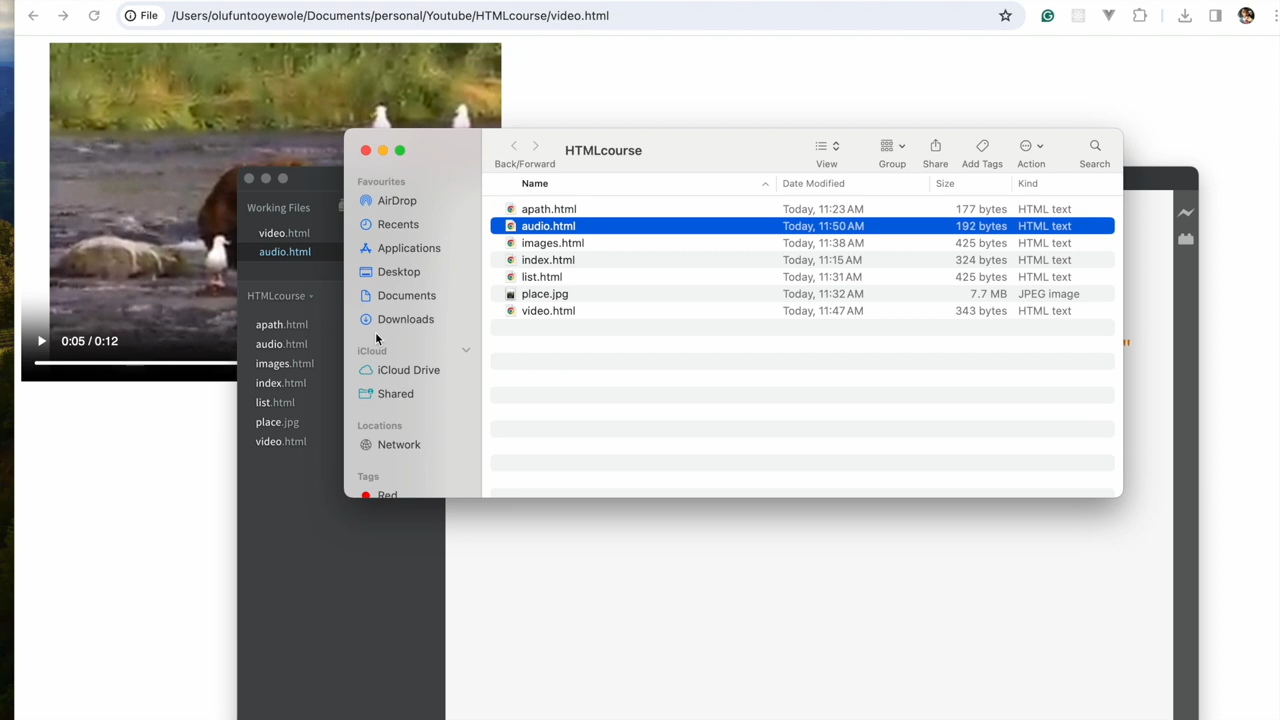 File /Users/olufuntooyewole/Documents/personal/Youtube/HTMLcourse/video.html
0:05 / 0:12
Working Files
video.html
audio.html
HTMLcourse
apath.html
audio.html
images.html
index.html
list.html
place.jpg
video.html
Favourites
AirDrop
Recents
Applications
Desktop
Documents
Downloads
iCloud
iCloud Drive
Shared
Locations
Network
Tags
Red
Back/Forward
HTMLcourse
View Group Share Add Tags Action Search
Name Date Modified Size Kind
apath.html Today, 11:23 AM 177 bytes HTML text
audio.html Today, 11:50 AM 192 bytes HTML text
images.html Today, 11:38 AM 425 bytes HTML text
index.html Today, 11:15 AM 324 bytes HTML text
list.html Today, 11:31 AM 425 bytes HTML text
place.jpg Today, 11:32 AM 7.7 MB JPEG image
video.html Today, 11:47 AM 343 bytes HTML text
"